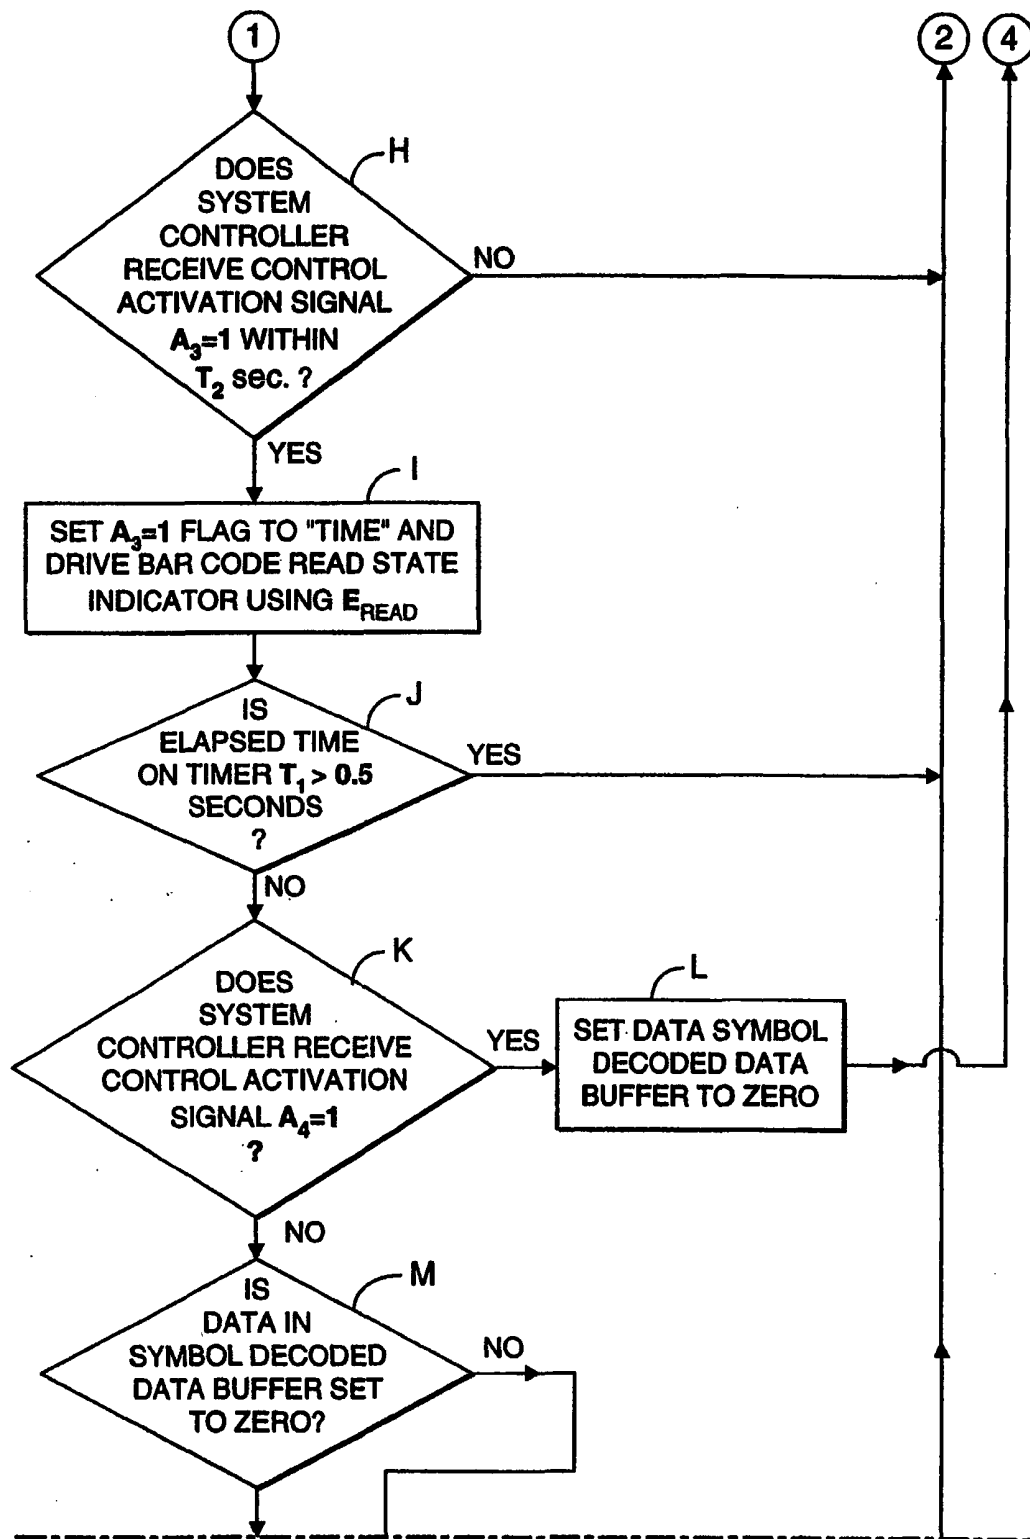 1
2
4
H
DOES
SYSTEM
CONTROLLER
RECEIVE CONTROL
ACTIVATION SIGNAL
A3=1 WITHIN
T2 sec. ?
NO
YES
I
SET A3=1 FLAG TO "TIME" AND
DRIVE BAR CODE READ STATE
INDICATOR USING EREAD
J
IS
ELAPSED TIME
ON TIMER T1 > 0.5
SECONDS
?
YES
NO
K
DOES
SYSTEM
CONTROLLER RECEIVE
CONTROL ACTIVATION
SIGNAL A4=1
?
YES
L
SET DATA SYMBOL
DECODED DATA
BUFFER TO ZERO
NO
M
IS
DATA IN
SYMBOL DECODED
DATA BUFFER SET
TO ZERO?
NO